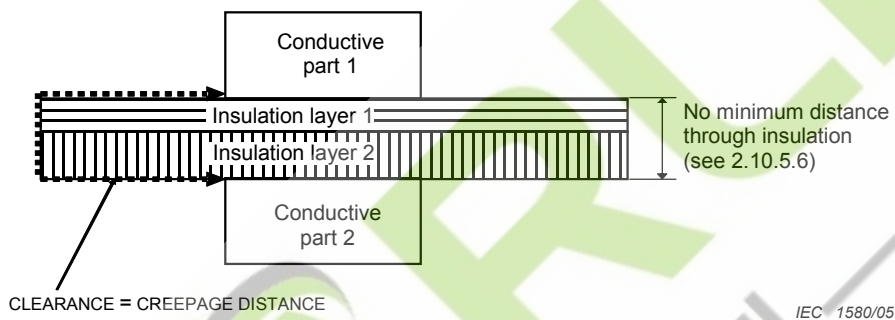 Conductive
part 1
Insulation layer 1
Insulation layer 2
No minimum distance
through insulation
(see 2.10.5.6)
Conductive
part 2
CLEARANCE = CREEPAGE DISTANCE
IEC 1580/05